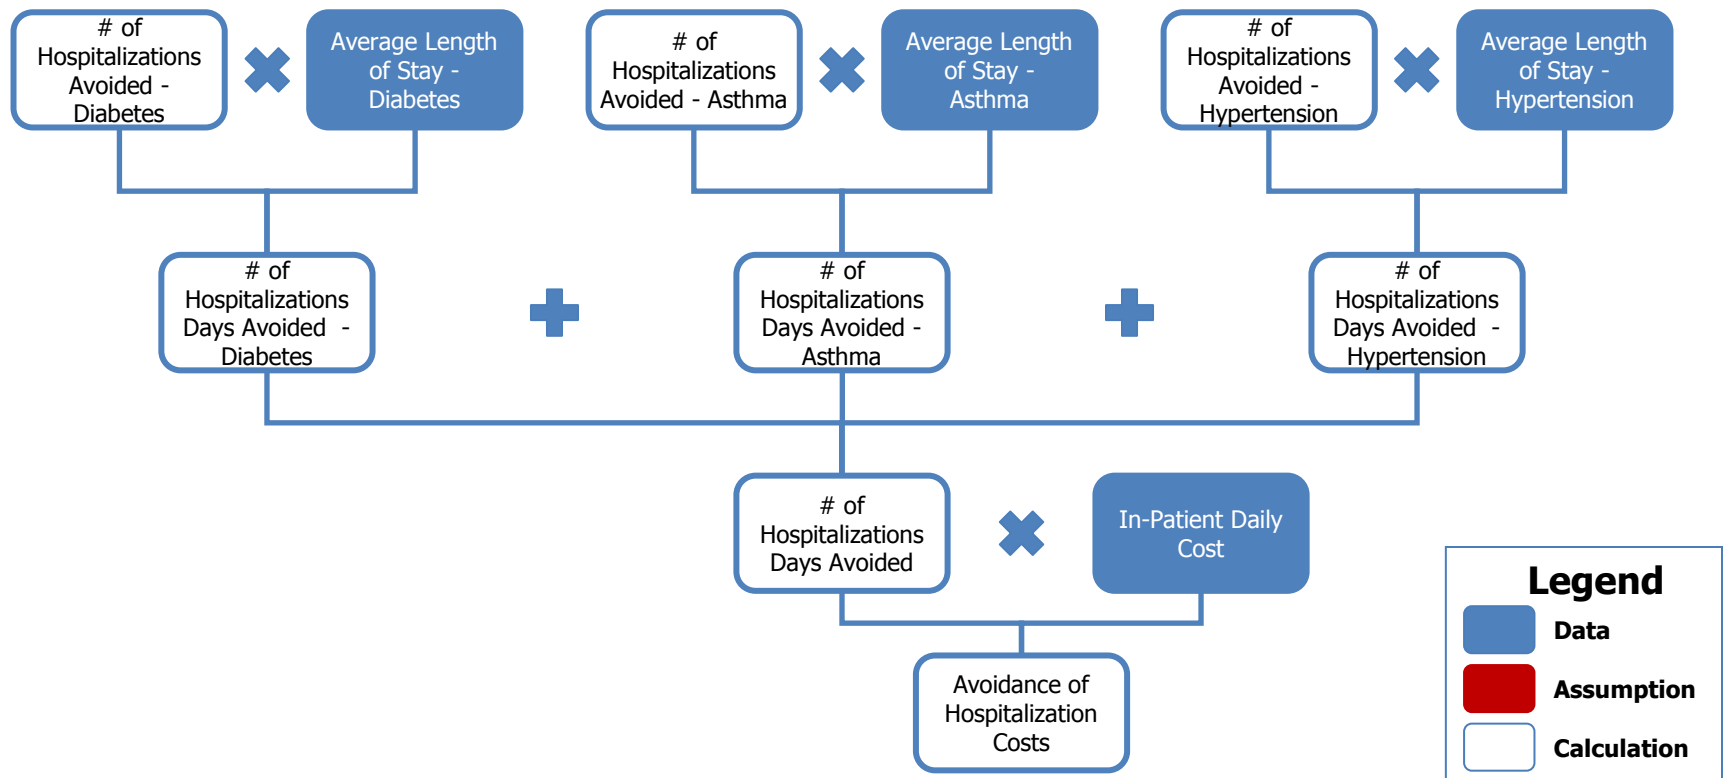 # of
Hospitalizations
Avoided -
Diabetes
Average Length
of Stay -
Diabetes
# of
Hospitalizations
Avoided - Asthma
Average Length
of Stay -
Asthma
# of
Hospitalizations
Avoided -
Hypertension
Average Length
of Stay -
Hypertension
# of
Hospitalizations
Days Avoided  -
Diabetes
# of
Hospitalizations
Days Avoided -
Asthma
# of
Hospitalizations
Days Avoided  -
Hypertension
# of
Hospitalizations
Days Avoided
In-Patient Daily
Cost
Avoidance of
Hospitalization
Costs
Legend
Data
Assumption
Calculation